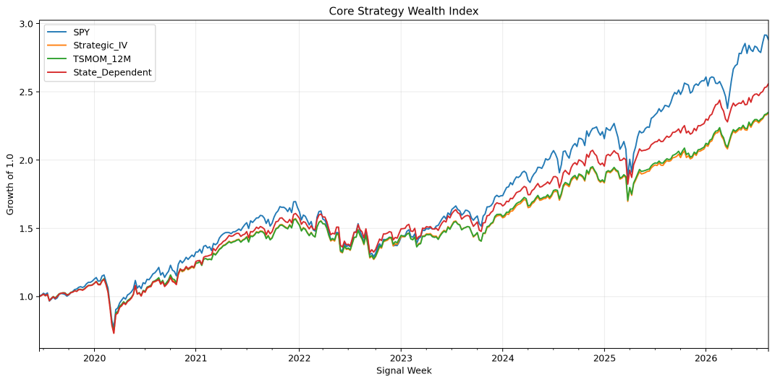 Core Strategy Wealth Index
SPY
Strategic_IV
TSMOM_12M
State_Dependent
3.0
2.5
2.0
1.5
1.0
Growth of 1.0
2020
2021
2022
2023
2024
2025
2026
Signal Week